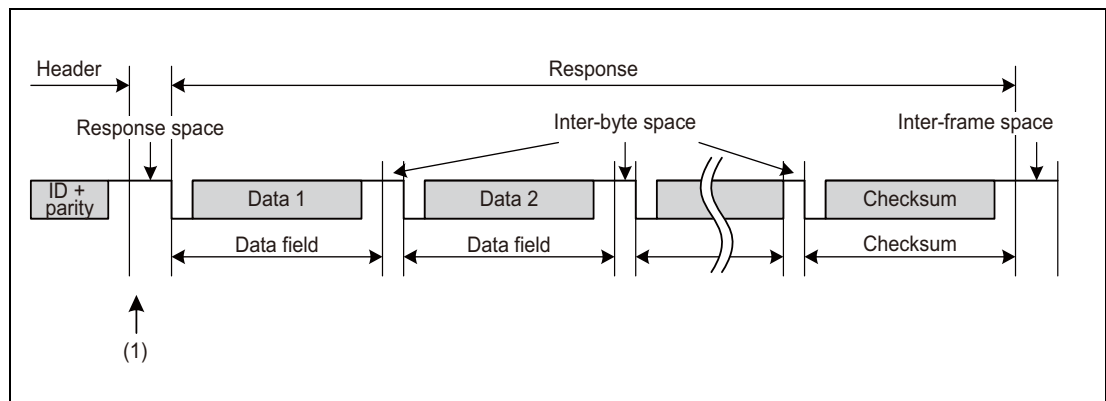 Header
Response
Response space
Inter-byte space
Inter-frame space
ID +
parity
Data 1
Data 2
Checksum
Data field
Data field
Checksum
(1)